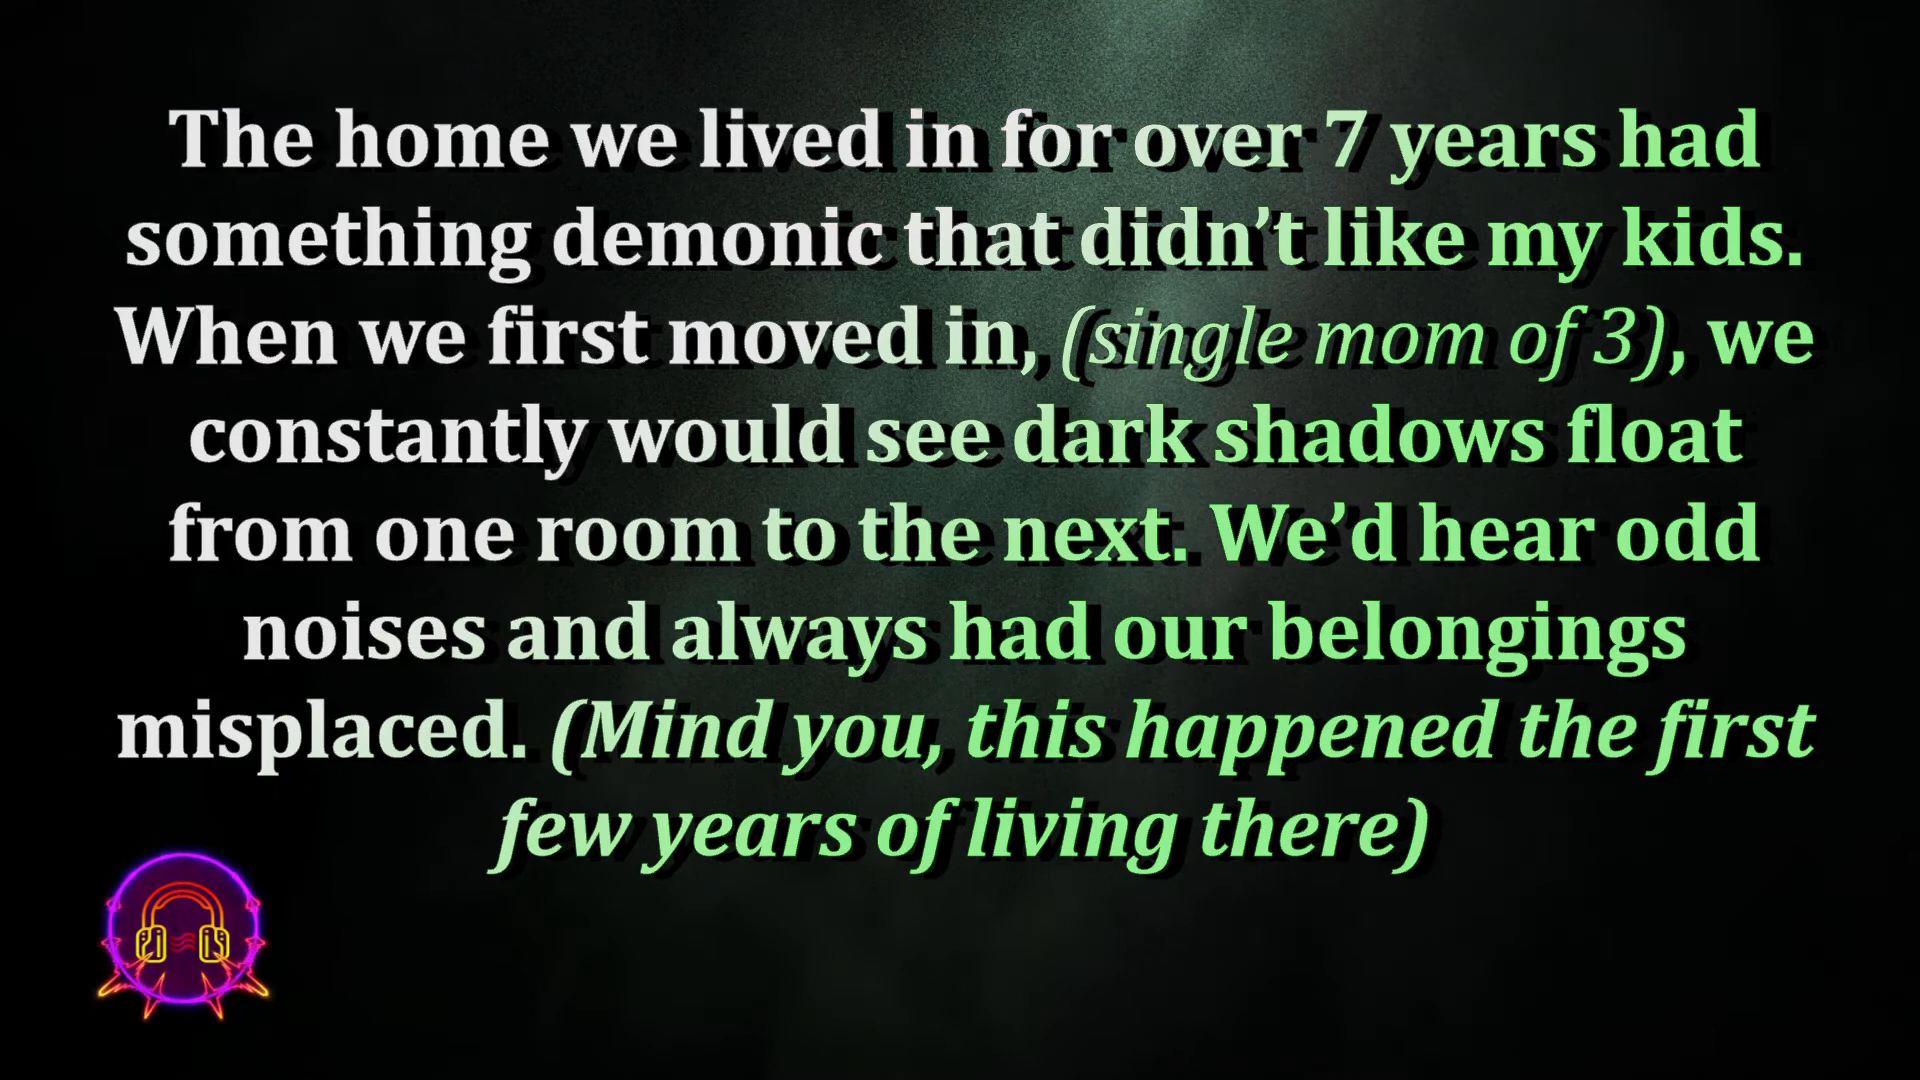 The home we lived in for over 7 years had
something demonic that didn’t like my kids.
When we first moved in, (single mom of 3), we
constantly would see dark shadows float
from one room to the next. We’d hear odd
noises and always had our belongings
misplaced. (Mind you, this happened the first
few years of living there)